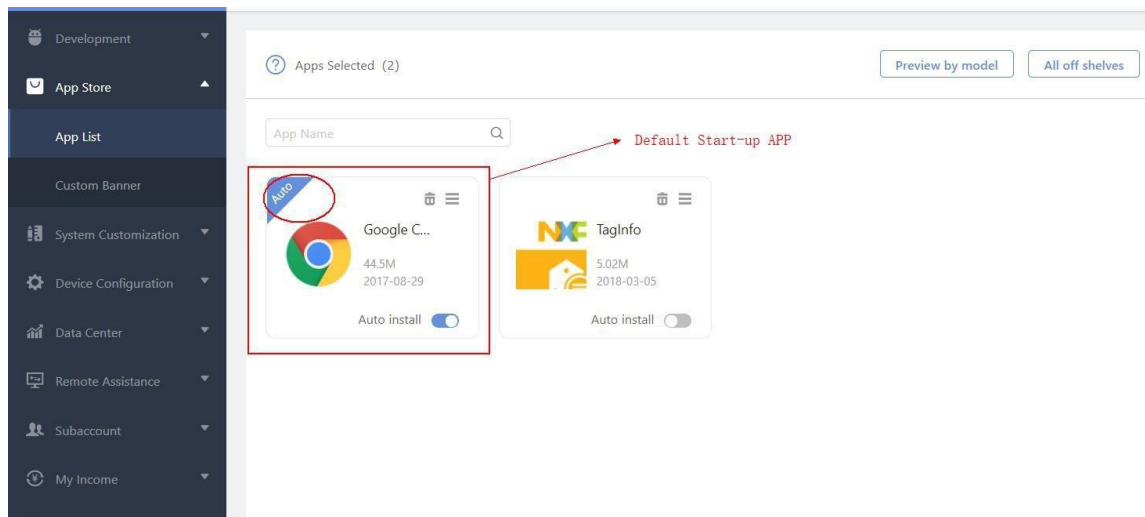 Development
App Store
App List
Custom Banner
System Customization
Device Configuration
Data Center
Remote Assistance
Subaccount
My Income
Apps Selected (2)
Preview by model
All off shelves
App Name
Default Start-up APP
Auto
Google C...
44.5M
2017-08-29
Auto install
NXP
TagInfo
5.02M
2018-03-05
Auto install